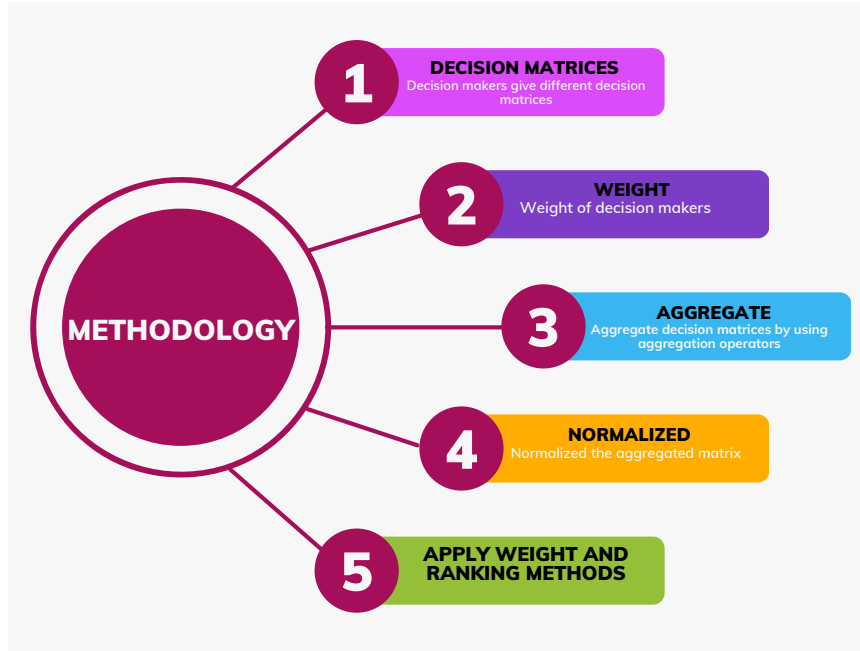 1
DECISION MATRICES
Decision makers give different decision
matrices
2
WEIGHT
Weight of decision makers
METHODOLOGY
3
AGGREGATE
Aggregate decision matrices by using
aggregation operators
4
NORMALIZED
Normalized the aggregated matrix
5
APPLY WEIGHT AND
RANKING METHODS